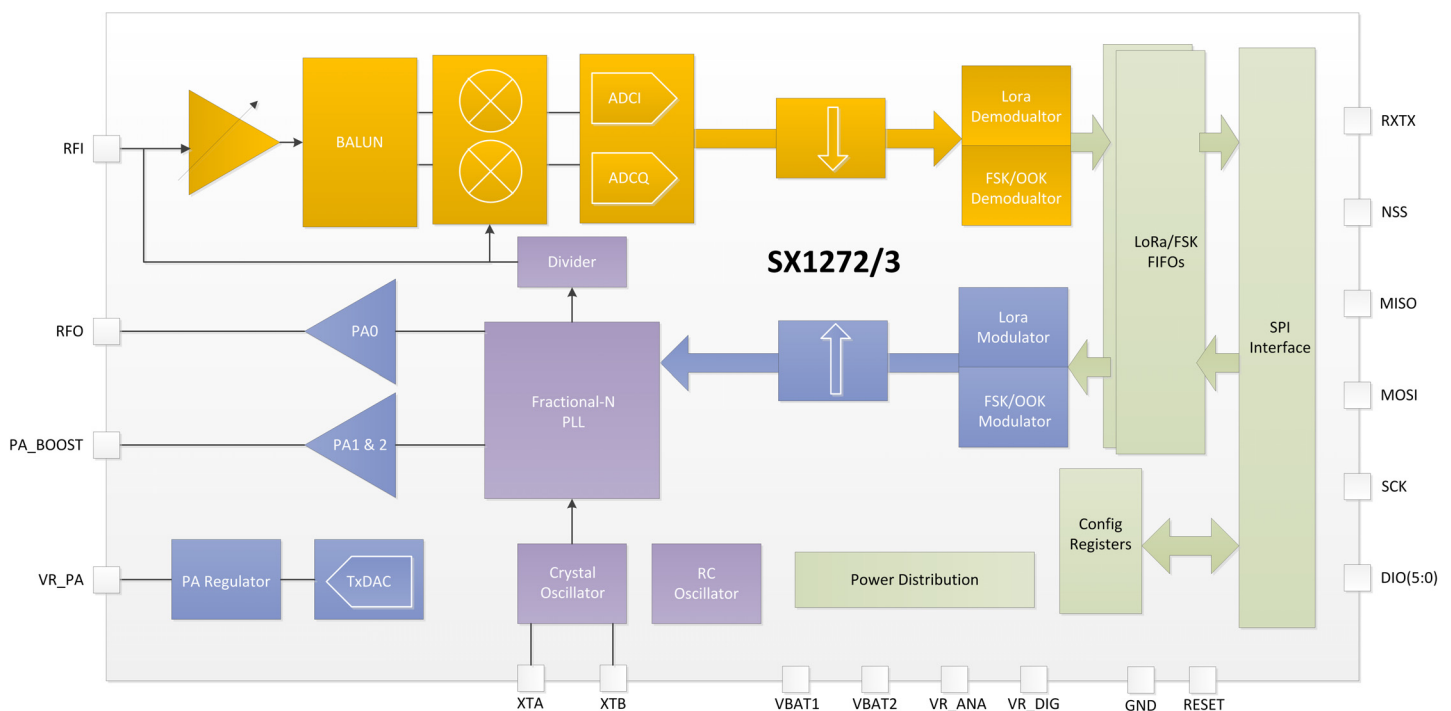 RFI
BALUN
ADCI
ADCQ
Lora
Demodualtor
FSK/OOK
Demodualtor
LoRa/FSK
FIFOs
SPI
Interface
RXTX
NSS
MISO
MOSI
SCK
DIO(5:0)
Divider
SX1272/3
RFO
PA0
Fractional-N
PLL
Lora
Modulator
FSK/OOK
Modulator
PA_BOOST
PA1 & 2
Config
Registers
VR_PA
PA Regulator
TxDAC
Crystal
Oscillator
RC
Oscillator
Power Distribution
XTA
XTB
VBAT1
VBAT2
VR_ANA
VR_DIG
GND
RESET